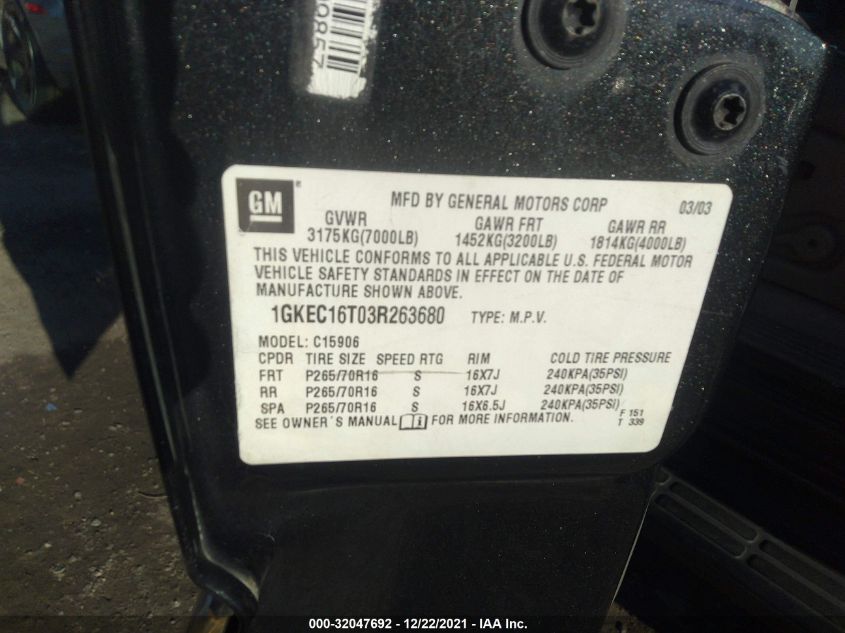 9857
GM
MFD BY GENERAL MOTORS CORP 03/03
GVWR GAWR FRT GAWR RR
3175KG(7000LB) 1452KG(3200LB) 1814KG(4000LB)
THIS VEHICLE CONFORMS TO ALL APPLICABLE U.S. FEDERAL MOTOR
VEHICLE SAFETY STANDARDS IN EFFECT ON THE DATE OF
MANUFACTURE SHOWN ABOVE.
1GKEC16T03R263680 TYPE: M.P.V.
MODEL: C15906
CPDR TIRE SIZE SPEED RTG RIM COLD TIRE PRESSURE
FRT P265/70R16 S 16X7J 240KPA(35PSI)
RR P265/70R16 S 16X7J 240KPA(35PSI)
SPA P265/70R16 S 16X6.5J 240KPA(35PSI)
SEE OWNER'S MANUAL FOR MORE INFORMATION.
F 151
T 339
000-32047692 - 12/22/2021 - IAA Inc.